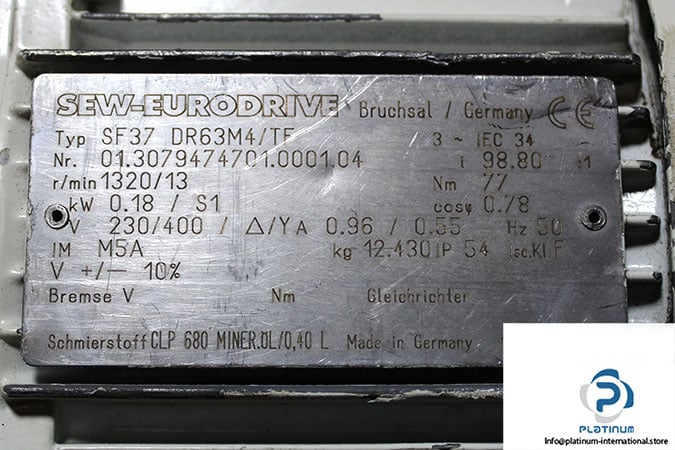 SEW-EURODRIVE Bruchsal / Germany CE
Typ SF37 DR63M4/TF 3 ~ IEC 34
Nr. 01.3079474701.0001.04 i 98.80 :1
r/min 1320/13 Nm 77
kW 0.18 / S1 cosφ 0.78
V 230/400 / Δ/Y A 0.96 / 0.55 Hz 50
IM M5A kg 12.430 IP 54 Iso.Kl.F
V +/- 10%
Bremse V Nm Gleichrichter
Schmierstoff CLP 680 MINER.ÖL/0,40 L Made in Germany
PLATINUM
info@platinum-international.store